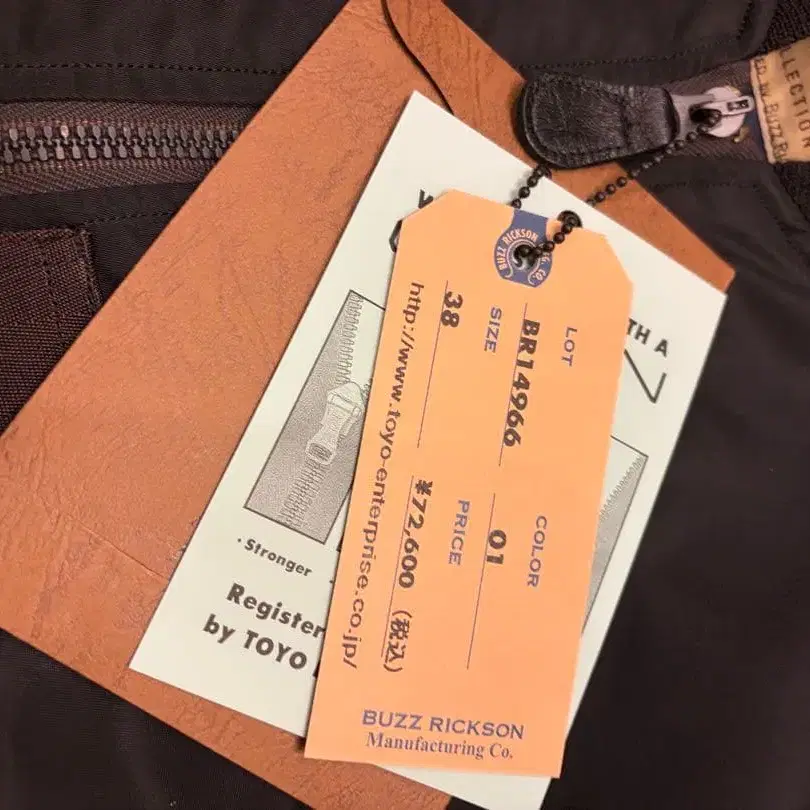 LLECTION
BUZZ RICKSON
CO.
LOT
BR14966
COLOR
01
SIZE
38
PRICE
¥72,600 (税込)
http://www.toyo-enterprise.co.jp/
BUZZ RICKSON
Manufacturing Co.
TH A
· Stronger
Register
by TOYO